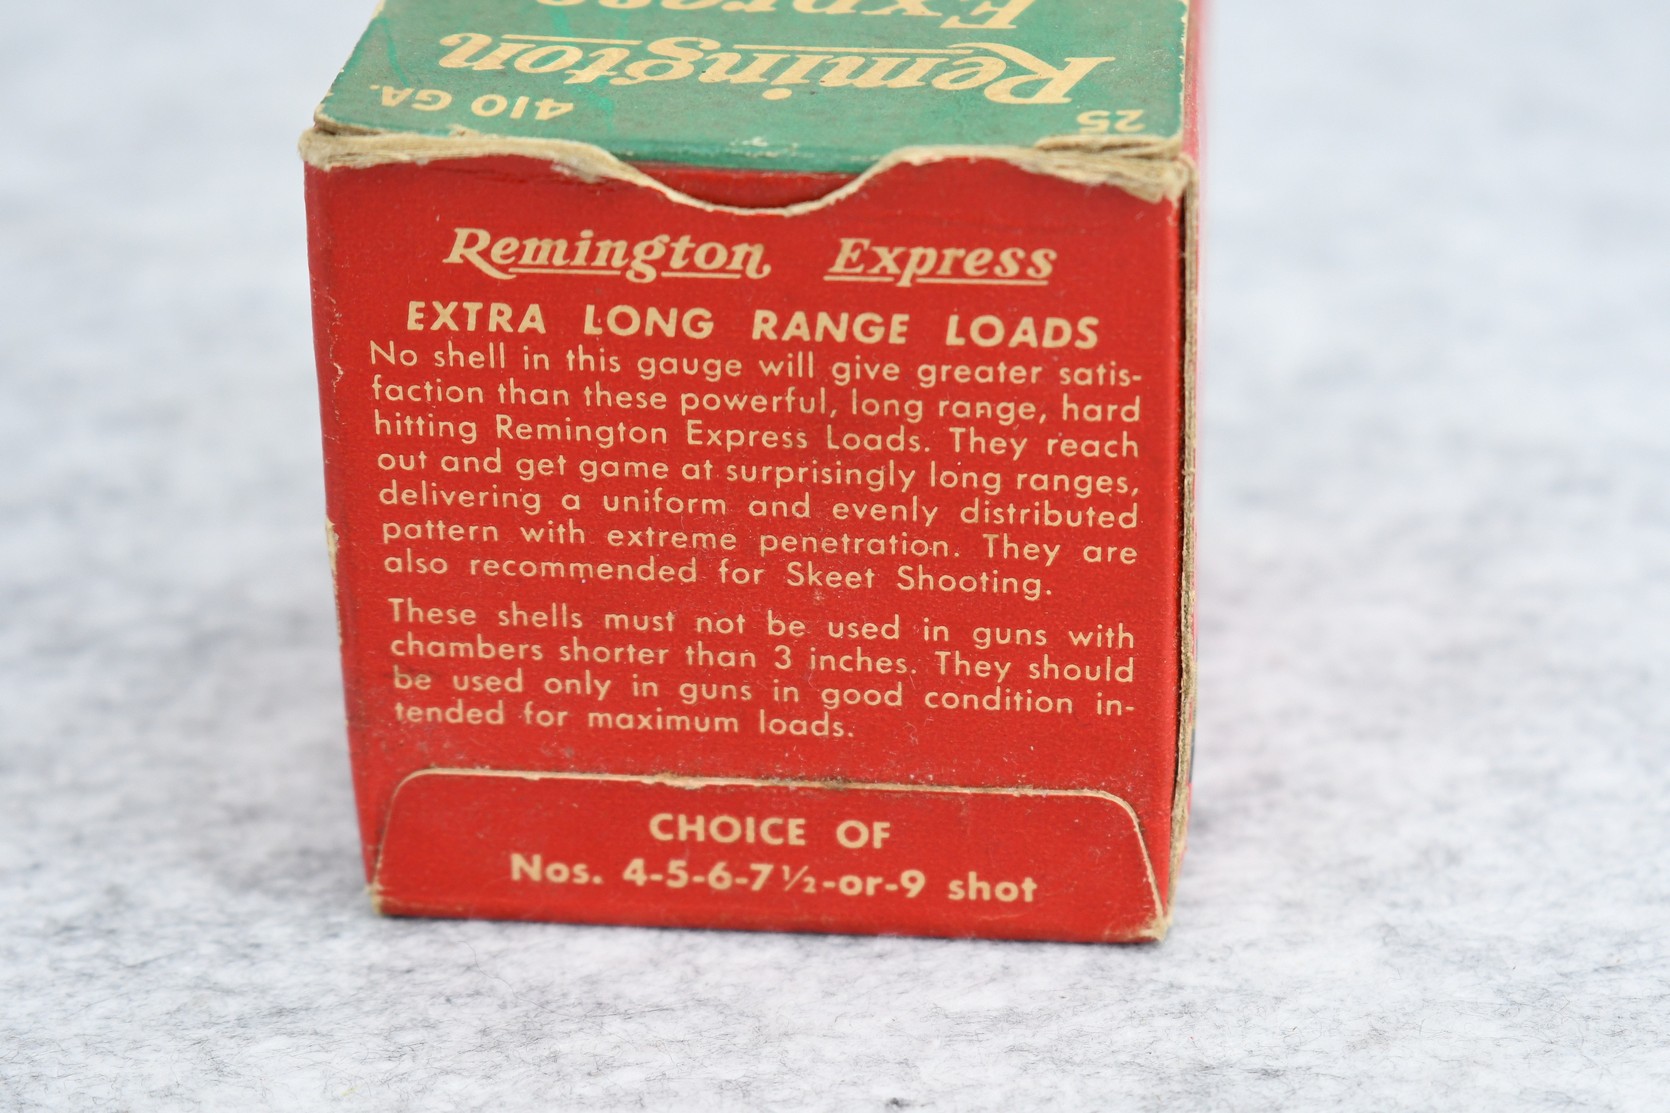 Express
Remington
25 410 GA.
Remington Express
EXTRA LONG RANGE LOADS
No shell in this gauge will give greater satis-
faction than these powerful, long range, hard
hitting Remington Express Loads. They reach
out and get game at surprisingly long ranges,
delivering a uniform and evenly distributed
pattern with extreme penetration. They are
also recommended for Skeet Shooting.
These shells must not be used in guns with
chambers shorter than 3 inches. They should
be used only in guns in good condition in-
tended for maximum loads.
CHOICE OF
Nos. 4-5-6-7½-or-9 shot